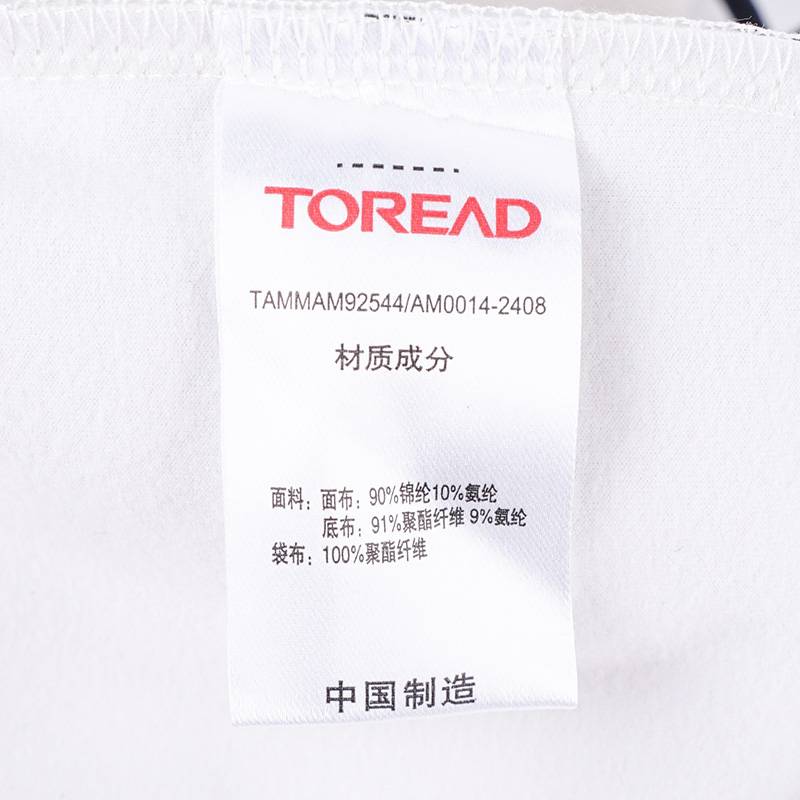 TOREAD
TAMMAM92544/AM0014-2408
材质成分
面料：面布：90%锦纶10%氨纶
底布：91%聚酯纤维 9%氨纶
袋布：100%聚酯纤维
中国制造